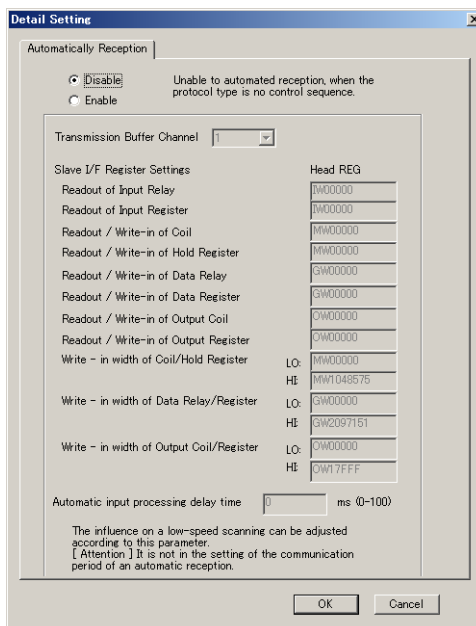 Detail Setting
Automatically Reception
Disable
Enable
Unable to automated reception, when the
protocol type is no control sequence.
Transmission Buffer Channel 1
Slave I/F Register Settings Head REG
Readout of Input Relay IW00000
Readout of Input Register IW00000
Readout / Write-in of Coil MW00000
Readout / Write-in of Hold Register MW00000
Readout / Write-in of Data Relay GW00000
Readout / Write-in of Data Register GW00000
Readout / Write-in of Output Coil OW00000
Readout / Write-in of Output Register OW00000
Write - in width of Coil/Hold Register LO: MW00000
HI: MW1048575
Write - in width of Data Relay/Register LO: GW00000
HI: GW2097151
Write - in width of Output Coil/Register LO: OW00000
HI: OW17FFF
Automatic input processing delay time 0 ms (0-100)
The influence on a low-speed scanning can be adjusted
according to this parameter.
[ Attention ] It is not in the setting of the communication
period of an automatic reception.
OK Cancel